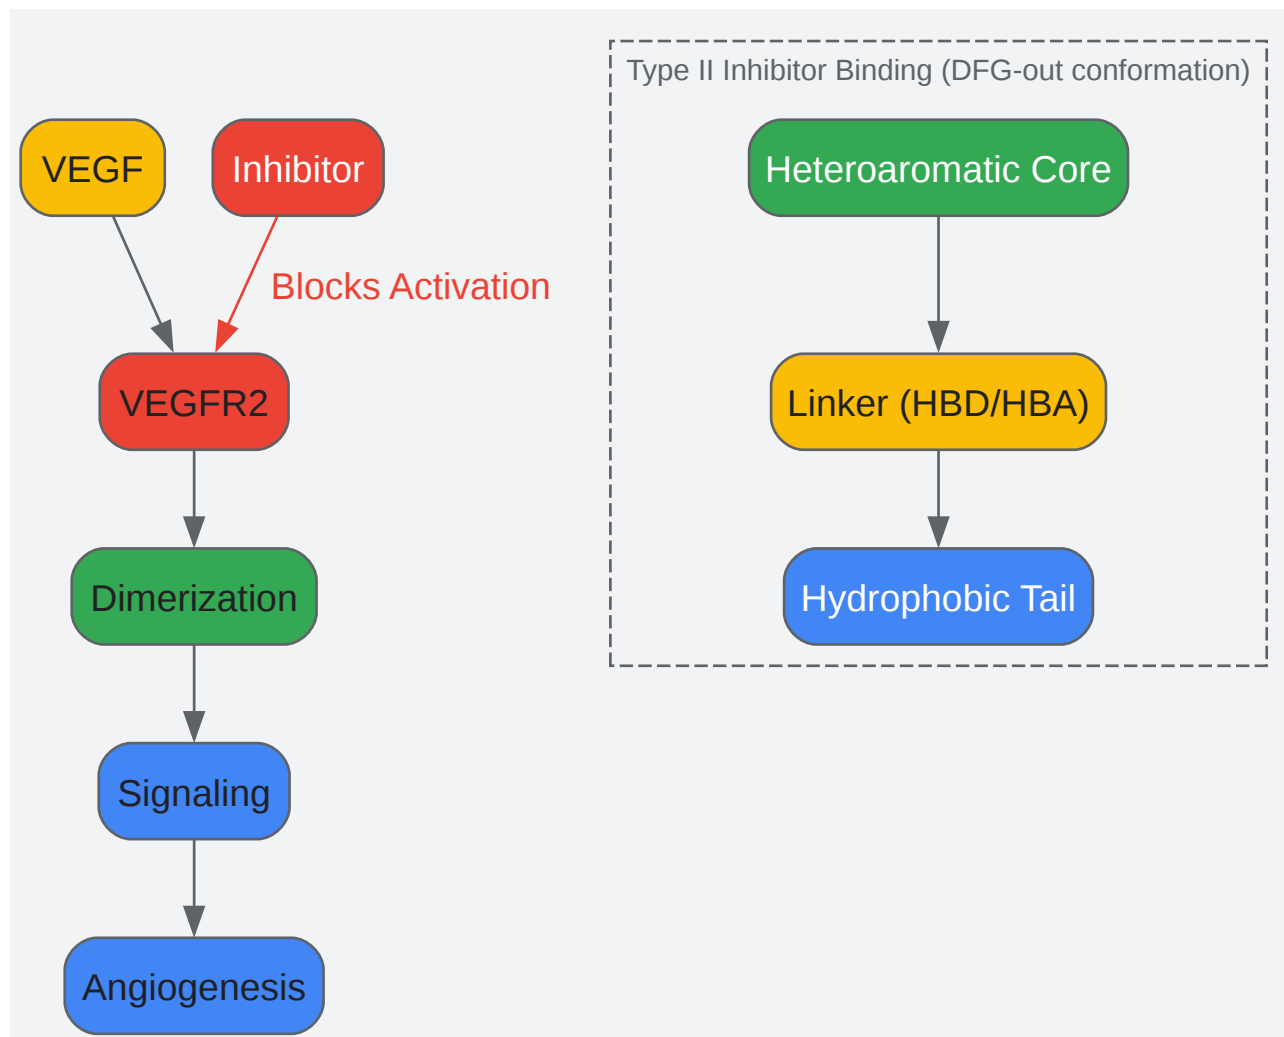 Type II Inhibitor Binding (DFG-out conformation)
VEGF
Inhibitor
Heteroaromatic Core
Blocks Activation
VEGFR2
Linker (HBD/HBA)
Dimerization
Hydrophobic Tail
Signaling
Angiogenesis